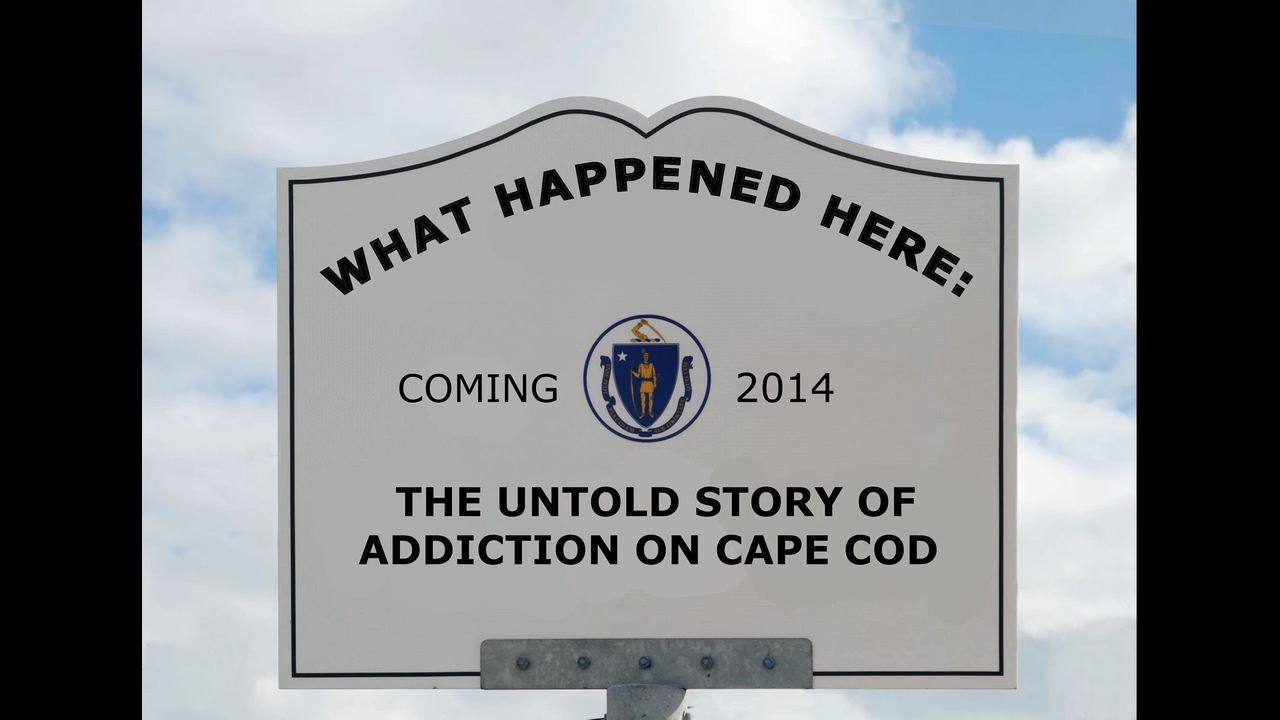 WHAT HAPPENED HERE:
COMING 2014
THE UNTOLD STORY OF
ADDICTION ON CAPE COD